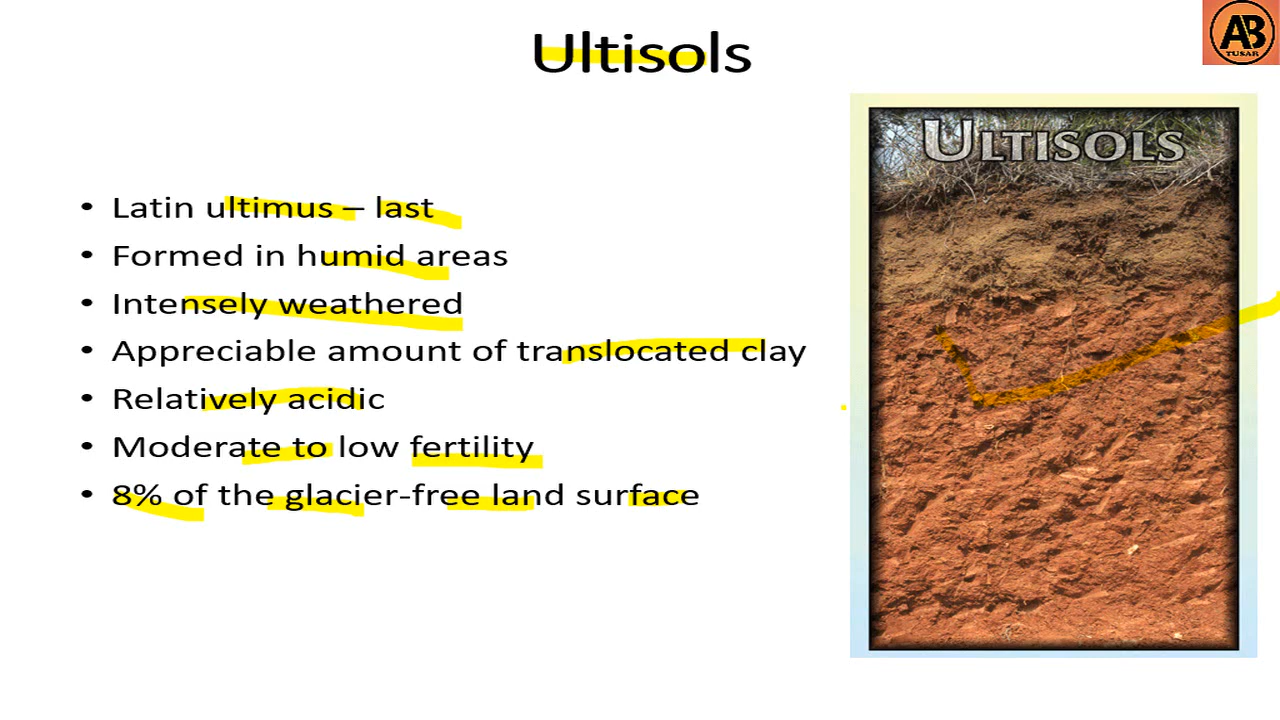 Ultisols
AB
TUSAR
ULTISOLS
• Latin ultimus – last
• Formed in humid areas
• Intensely weathered
• Appreciable amount of translocated clay
• Relatively acidic
• Moderate to low fertility
• 8% of the glacier-free land surface